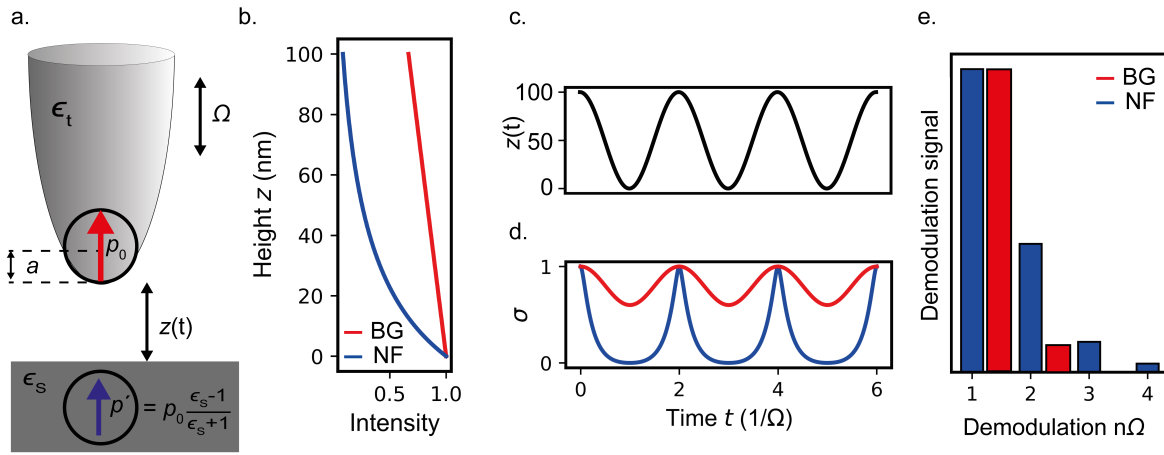 a.
ϵt
Ω
p0
a
z(t)
ϵs
p´ = p0 ϵs-1
ϵs+1
b.
Height z (nm)
100
80
60
40
20
0
BG
NF
0.5 1.0
Intensity
c.
z(t)
100
50
0
d.
σ
1
0
0 2 4 6
Time t (1/Ω)
e.
Demodulation signal
BG
NF
1 2 3 4
Demodulation nΩ